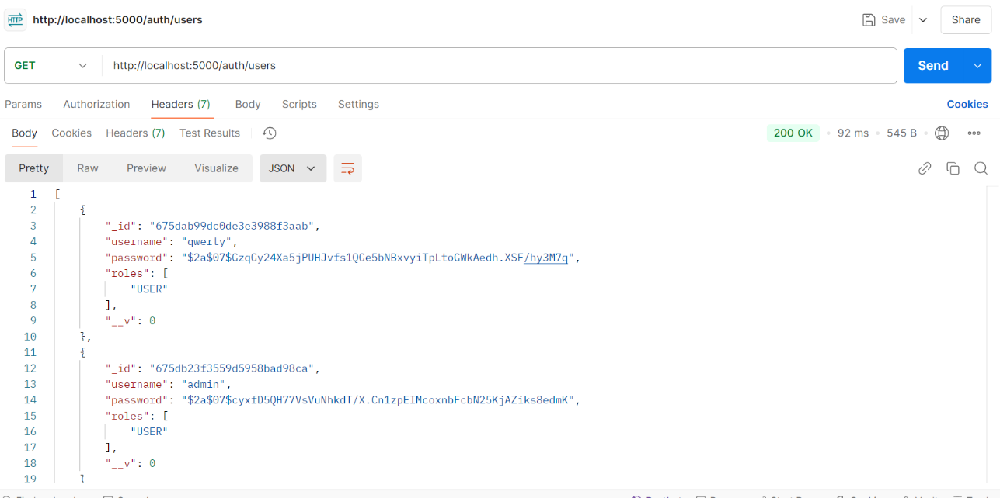 HTTP http://localhost:5000/auth/users Save Share
GET http://localhost:5000/auth/users Send
Params Authorization Headers (7) Body Scripts Settings Cookies
Body Cookies Headers (7) Test Results 200 OK 92 ms 545 B
Pretty Raw Preview Visualize JSON
1 [
2 {
3 "_id": "675dab99dc0de3e3988f3aab",
4 "username": "qwerty",
5 "password": "$2a$07$GzqGy24Xa5jPUHJvfs1QGe5bNBxvyiTpLtoGWkAedh.XSF/hy3M7q",
6 "roles": [
7 "USER"
8 ],
9 "__v": 0
10 },
11 {
12 "_id": "675db23f3559d5958bad98ca",
13 "username": "admin",
14 "password": "$2a$07$cyxfD5QH77VsVuNhkdT/X.Cn1zpEIMcoxnbFcbN25KjAZiks8edmK",
15 "roles": [
16 "USER"
17 ],
18 "__v": 0
19 }